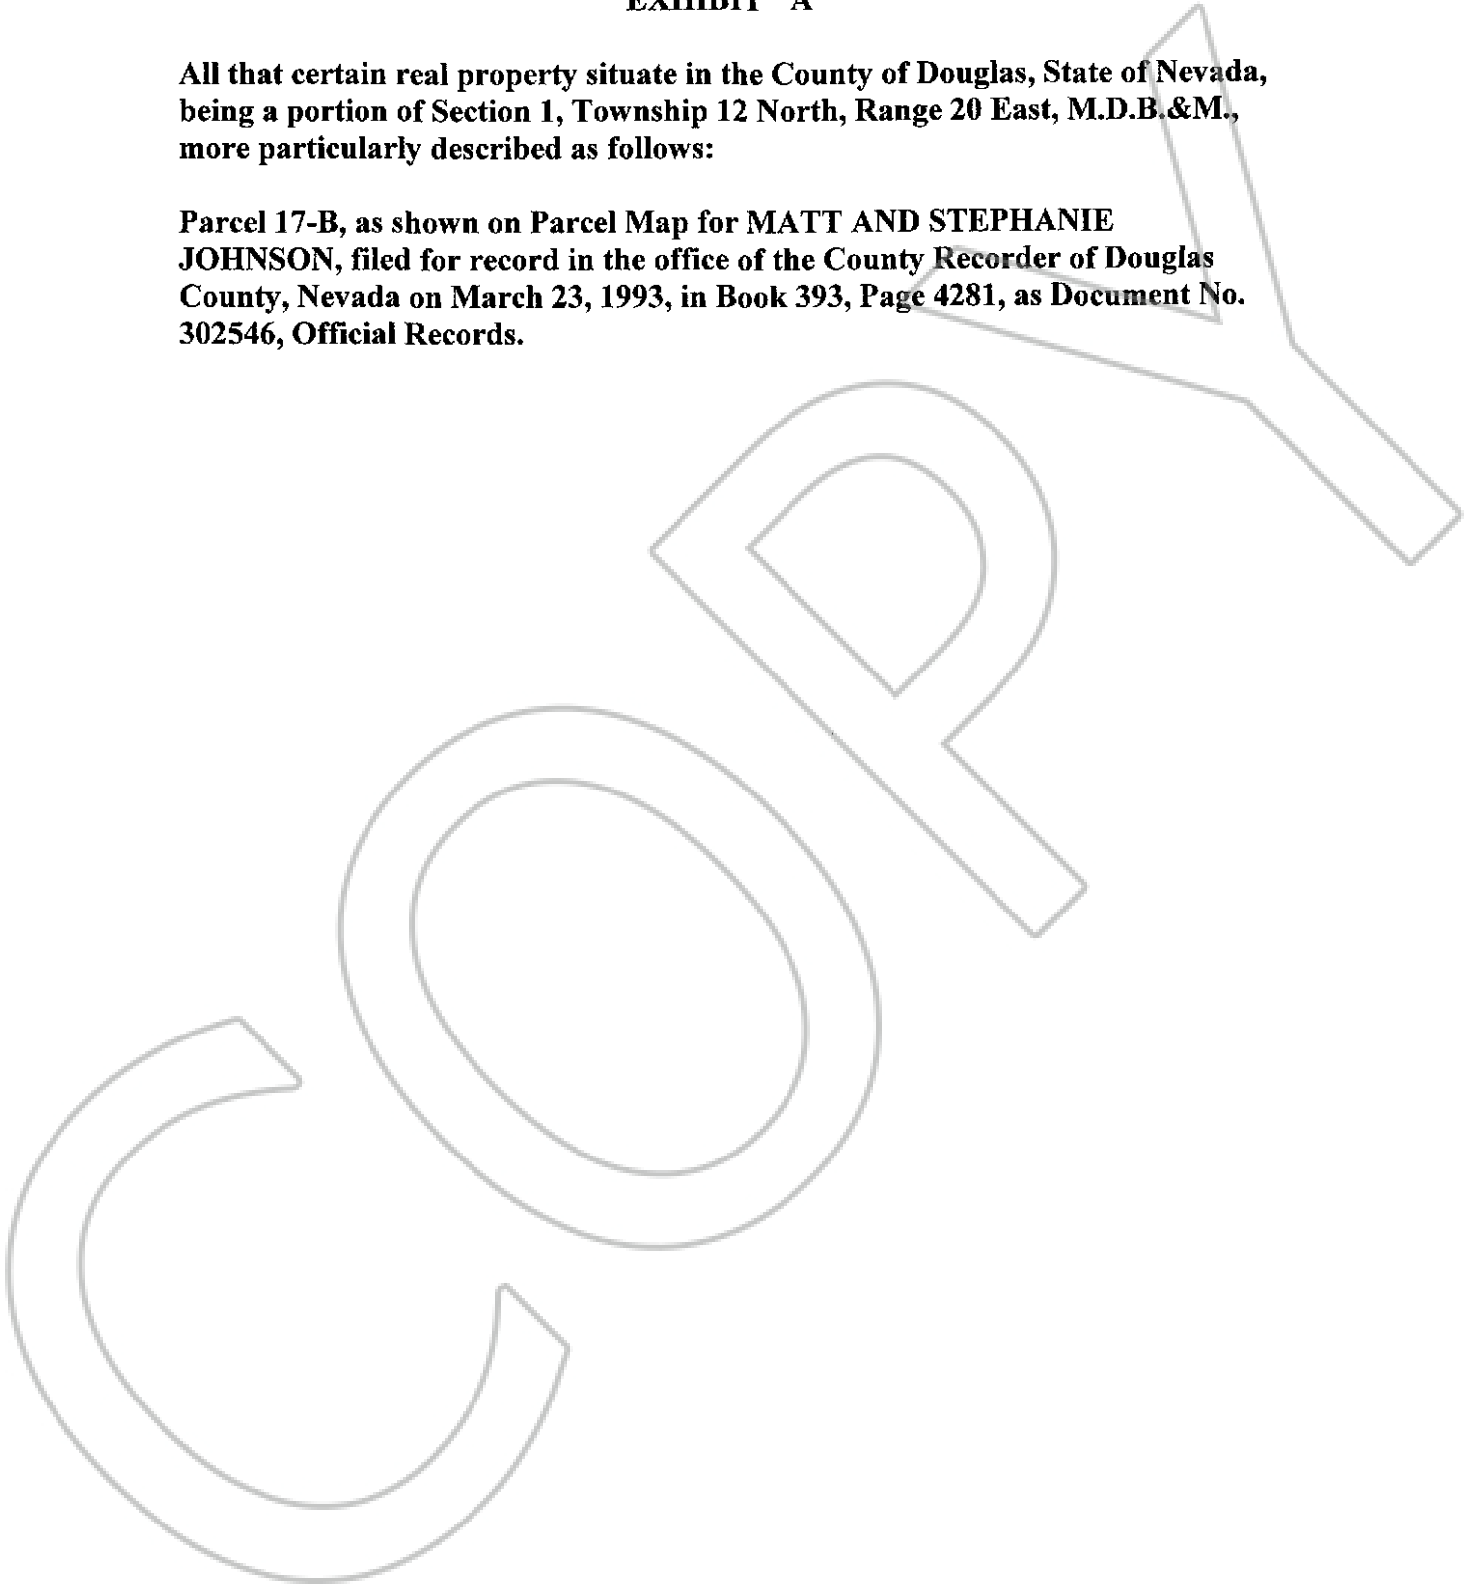 EXHIBIT "A"
All that certain real property situate in the County of Douglas, State of Nevada,
being a portion of Section 1, Township 12 North, Range 20 East, M.D.B.&M.,
more particularly described as follows:
Parcel 17-B, as shown on Parcel Map for MATT AND STEPHANIE
JOHNSON, filed for record in the office of the County Recorder of Douglas
County, Nevada on March 23, 1993, in Book 393, Page 4281, as Document No.
302546, Official Records.
COPY